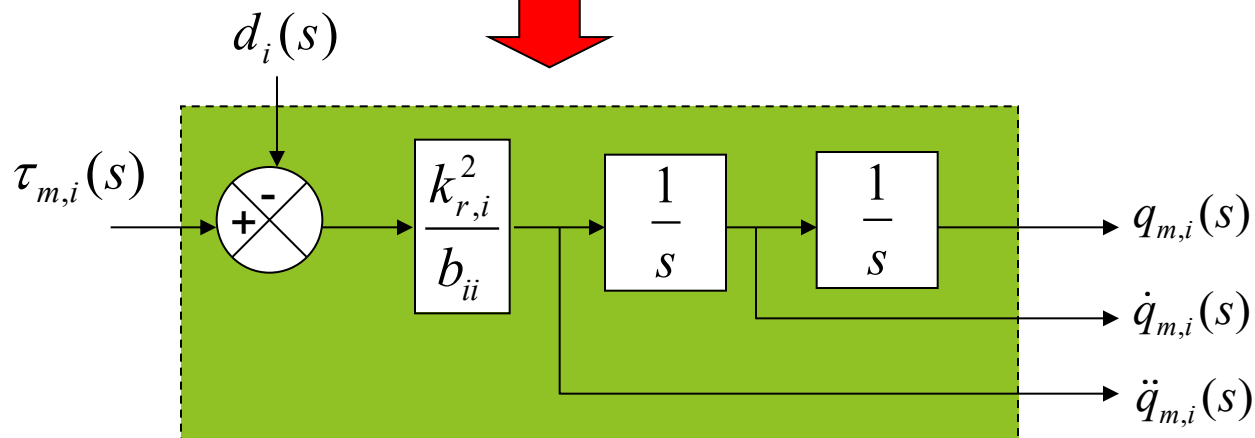 d_i(s)
τ_{m,i}(s)
-
+
k_{r,i}^2
b_{ii}
1
s
1
s
q_{m,i}(s)
q̇_{m,i}(s)
q̈_{m,i}(s)